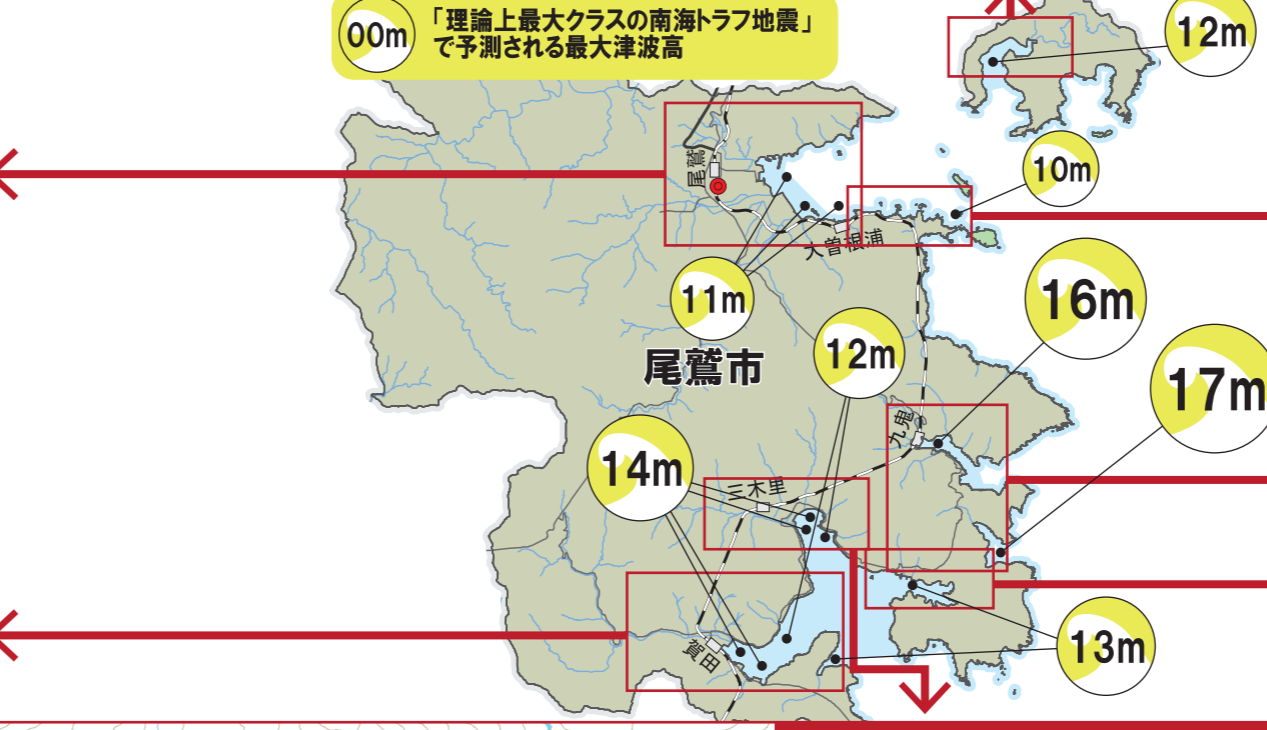 00m
「理論上最大クラスの南海トラフ地震」
で予測される最大津波高
12m
尾鷲
10m
大曽根浦
11m
16m
12m
尾鷲市
17m
九鬼
14m
三木里
13m
賀田